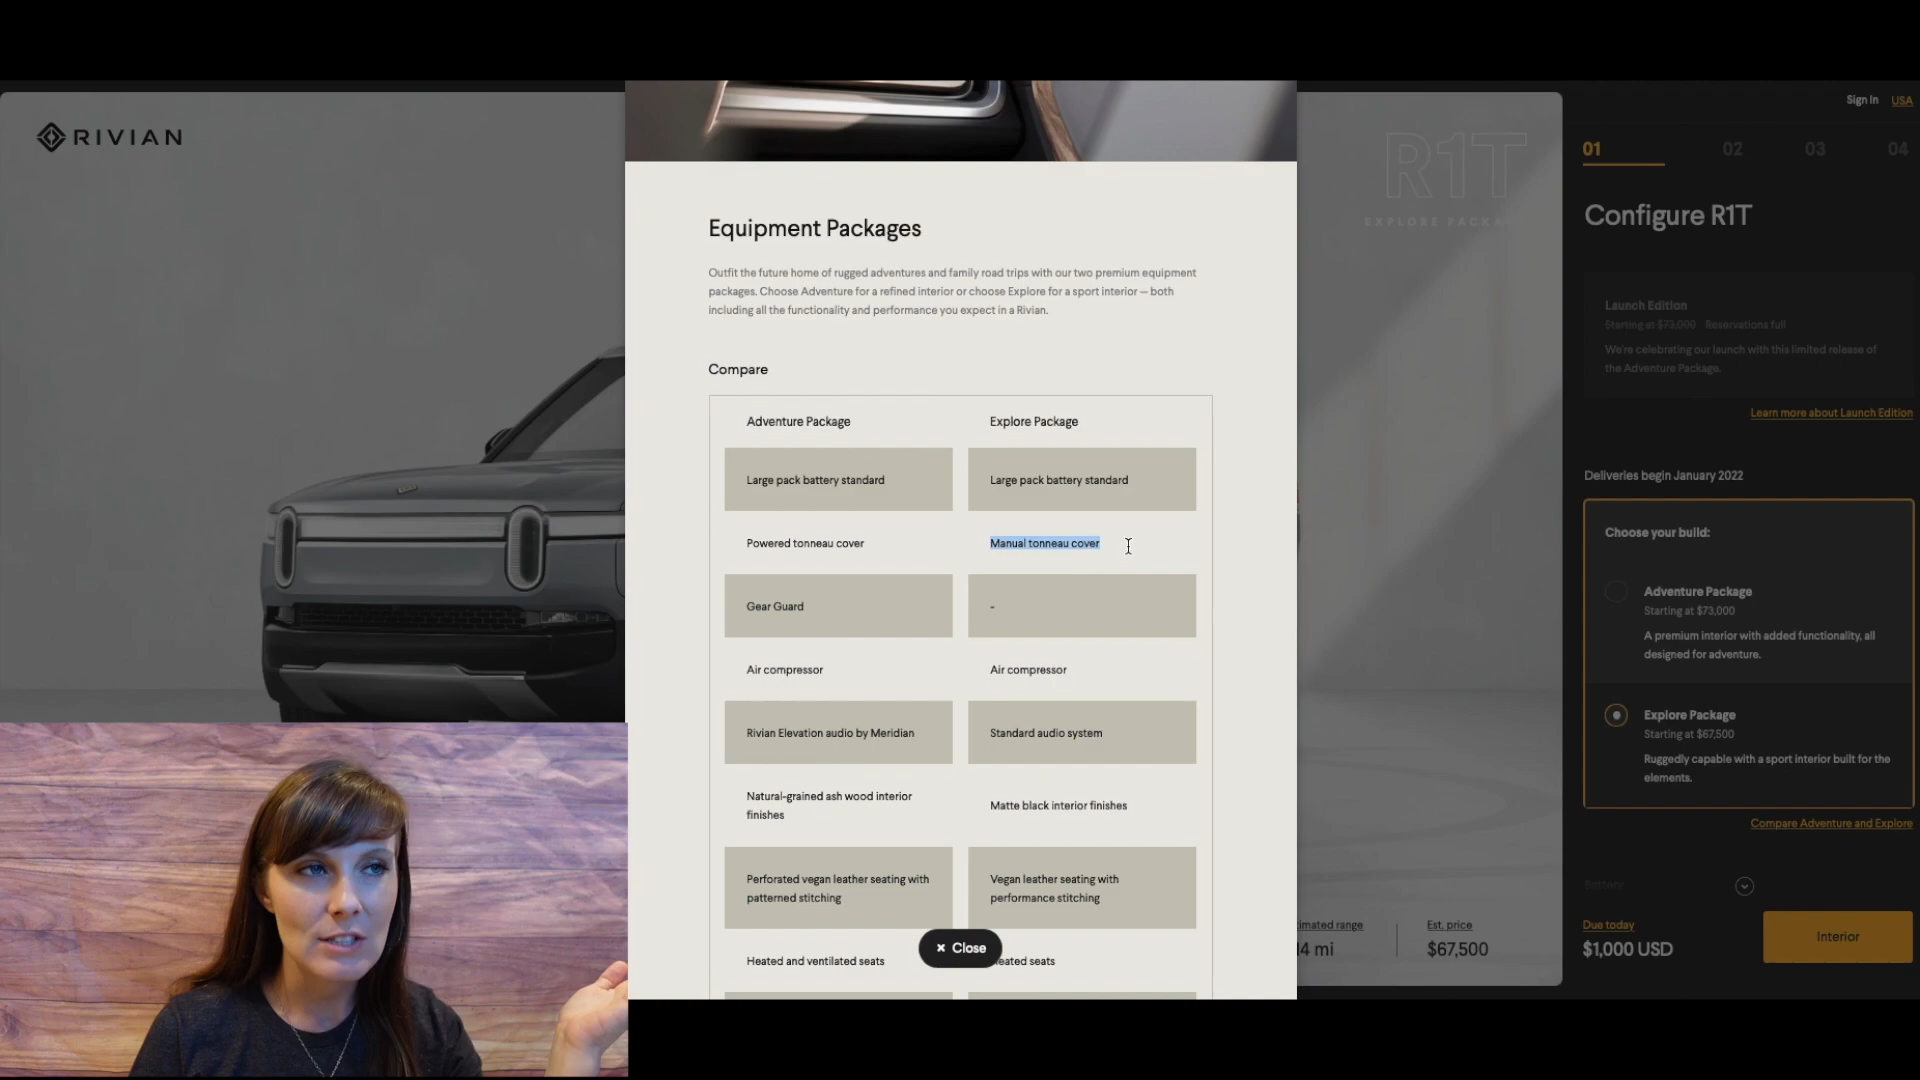 RIVIAN
R1T
Equipment Packages
Outfit the future home of rugged adventures and family road trips with our two premium equipment
packages. Choose Adventure for a refined interior or choose Explore for a sport interior — both
including all the functionality and performance you expect in a Rivian.
Compare
Adventure Package Explore Package
Large pack battery standard Large pack battery standard
Powered tonneau cover Manual tonneau cover
Gear Guard -
Air compressor Air compressor
Rivian Elevation audio by Meridian Standard audio system
Natural-grained ash wood interior
finishes
Matte black interior finishes
Perforated vegan leather seating with
patterned stitching
Vegan leather seating with
performance stitching
Heated and ventilated seats
seats
× Close
Sign In USA
01 02 03 04
Configure R1T
Launch Edition
Starting at $73,000 Reservations full
We're celebrating our launch with this limited release of
the Adventure Package.
Learn more about Launch Edition
Deliveries begin January 2022
Choose your build:
Adventure Package
Starting at $73,000
A premium interior with added functionality, all
designed for adventure.
Explore Package
Starting at $67,500
Ruggedly capable with a sport interior built for the
elements.
Compare Adventure and Explore
Battery
range Est. price
mi $67,500
Due today
$1,000 USD
Interior